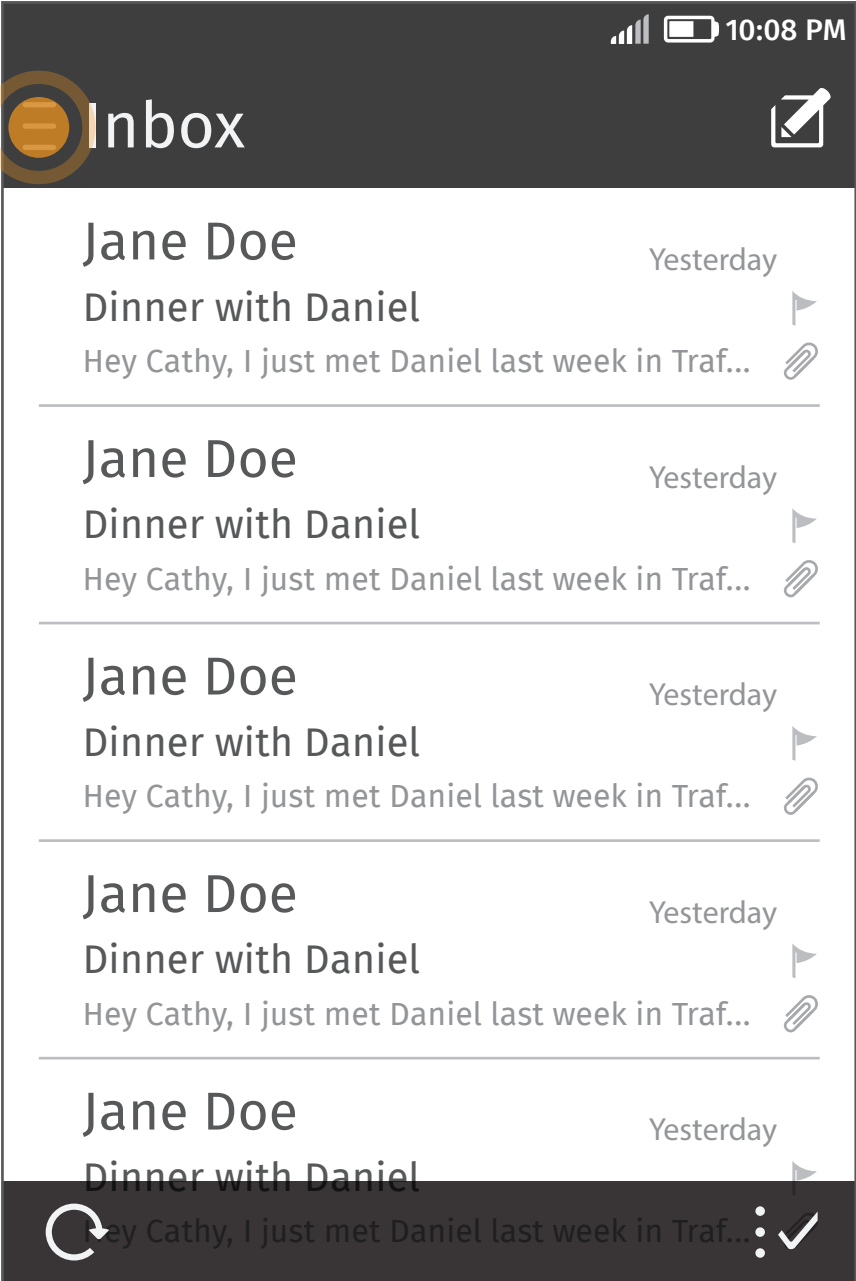 10:08 PM
Inbox
Jane Doe
Yesterday
Dinner with Daniel
Hey Cathy, I just met Daniel last week in Traf...
Jane Doe
Yesterday
Dinner with Daniel
Hey Cathy, I just met Daniel last week in Traf...
Jane Doe
Yesterday
Dinner with Daniel
Hey Cathy, I just met Daniel last week in Traf...
Jane Doe
Yesterday
Dinner with Daniel
Hey Cathy, I just met Daniel last week in Traf...
Jane Doe
Yesterday
Dinner with Daniel
Hey Cathy, I just met Daniel last week in Traf...